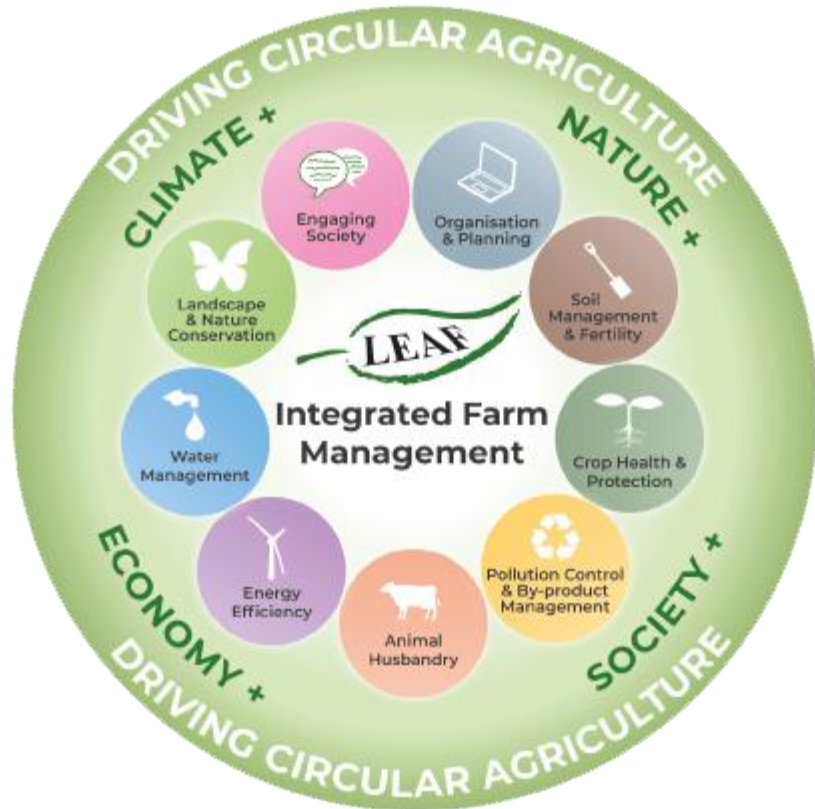 DRIVING CIRCULAR AGRICULTURE
CLIMATE +
NATURE +
Engaging
Society
Organisation
& Planning
Landscape
& Nature
Conservation
Soil
Management
& Fertility
LEAF
Integrated Farm
Management
Water
Management
Crop Health &
Protection
Energy
Efficiency
Pollution Control
& By-product
Management
Animal
Husbandry
ECONOMY +
SOCIETY +
DRIVING CIRCULAR AGRICULTURE